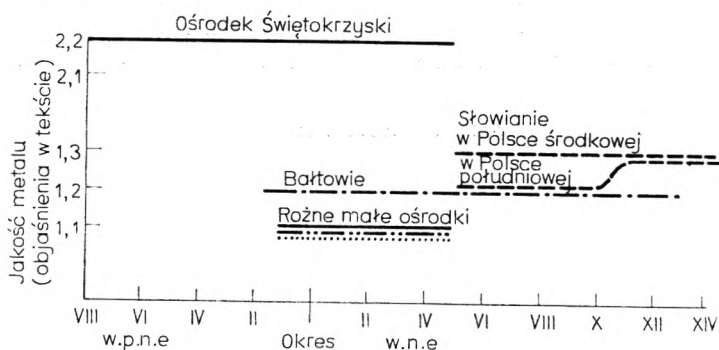 Ośrodek Świętokrzyski
2,2
2,1
1,3
1,2
1,1
Jakość metalu
(objaśnienia w tekście)
Słowianie
w Polsce środkowej
w Polsce
południowej
Bałtowie
Rożne małe ośrodki
VIII VI IV II I II IV VI VIII X XII XIV
w.p.n.e Okres w.n.e